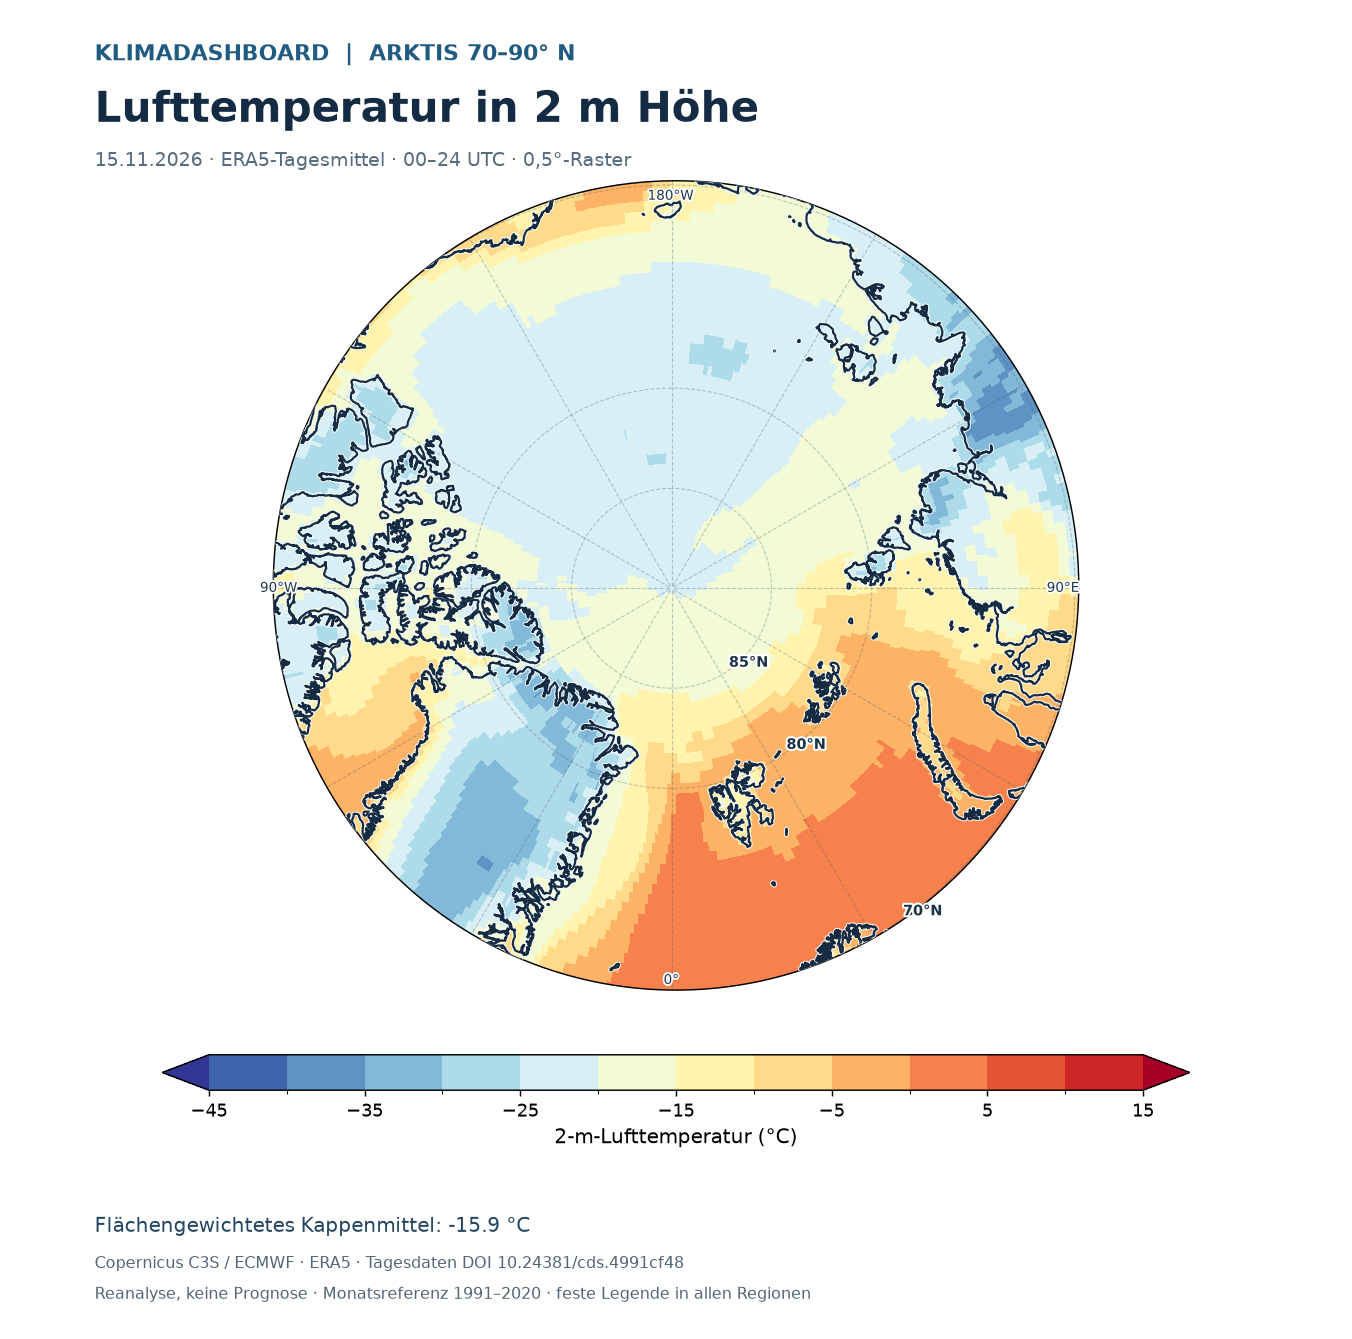 KLIMADASHBOARD | ARKTIS 70–90° N
Lufttemperatur in 2 m Höhe
15.11.2026 · ERA5-Tagesmittel · 00–24 UTC · 0,5°-Raster
180°W
90°W
90°E
85°N
80°N
70°N
0°
−45 −35 −25 −15 −5 5 15
2-m-Lufttemperatur (°C)
Flächengewichtetes Kappenmittel: -15.9 °C
Copernicus C3S / ECMWF · ERA5 · Tagesdaten DOI 10.24381/cds.4991cf48
Reanalyse, keine Prognose · Monatsreferenz 1991–2020 · feste Legende in allen Regionen